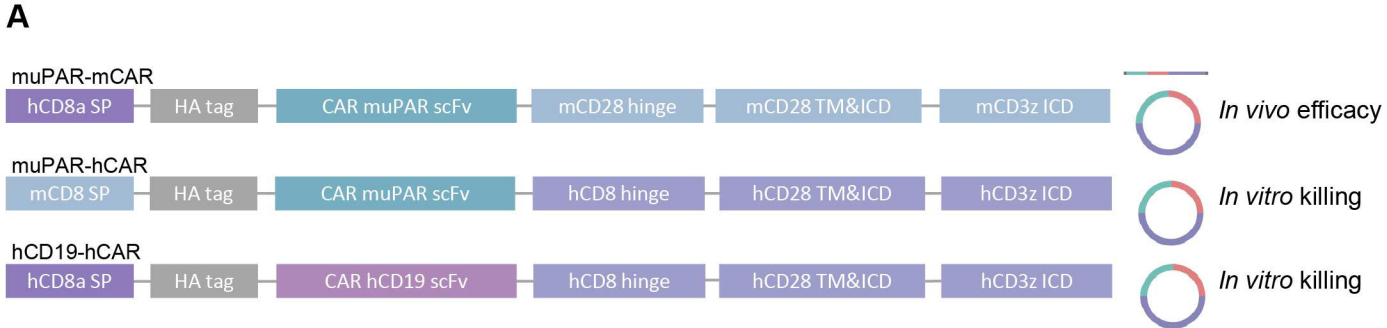 A
muPAR-mCAR
hCD8a SP HA tag CAR muPAR scFv mCD28 hinge mCD28 TM&ICD mCD3z ICD In vivo efficacy
muPAR-hCAR
mCD8 SP HA tag CAR muPAR scFv hCD8 hinge hCD28 TM&ICD hCD3z ICD In vitro killing
hCD19-hCAR
hCD8a SP HA tag CAR hCD19 scFv hCD8 hinge hCD28 TM&ICD hCD3z ICD In vitro killing